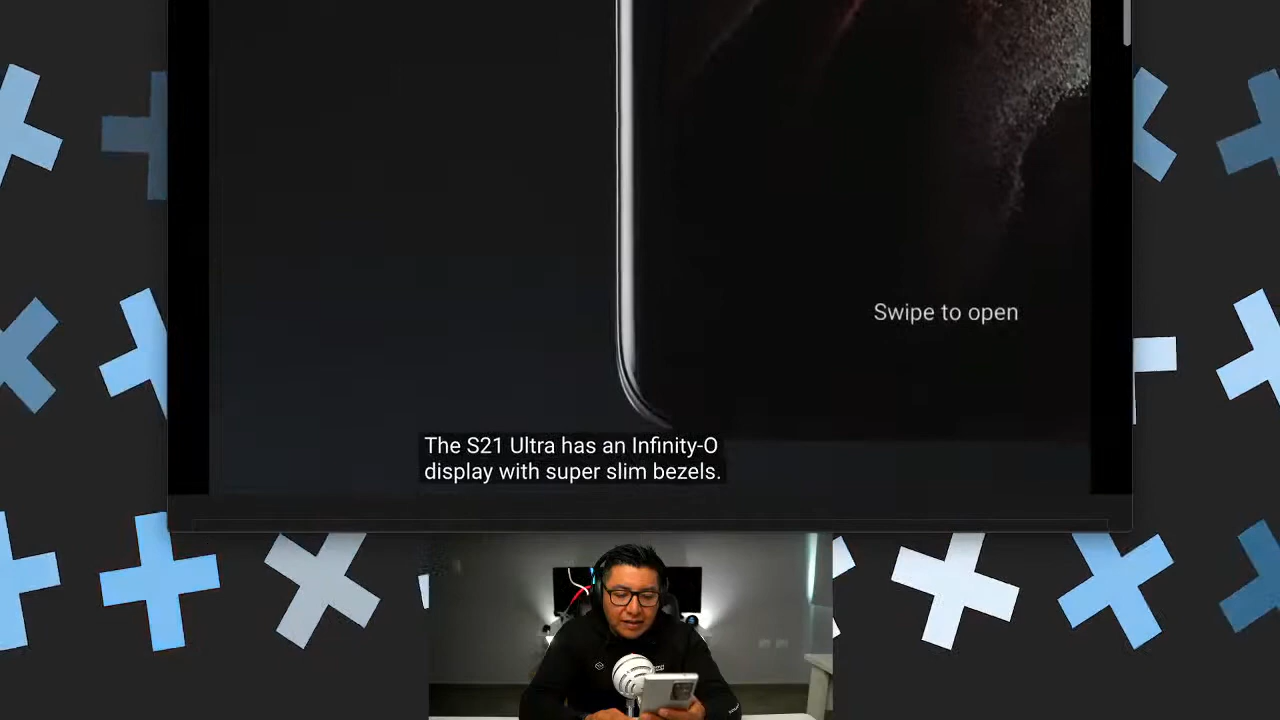 Swipe to open
The S21 Ultra has an Infinity-O
display with super slim bezels.